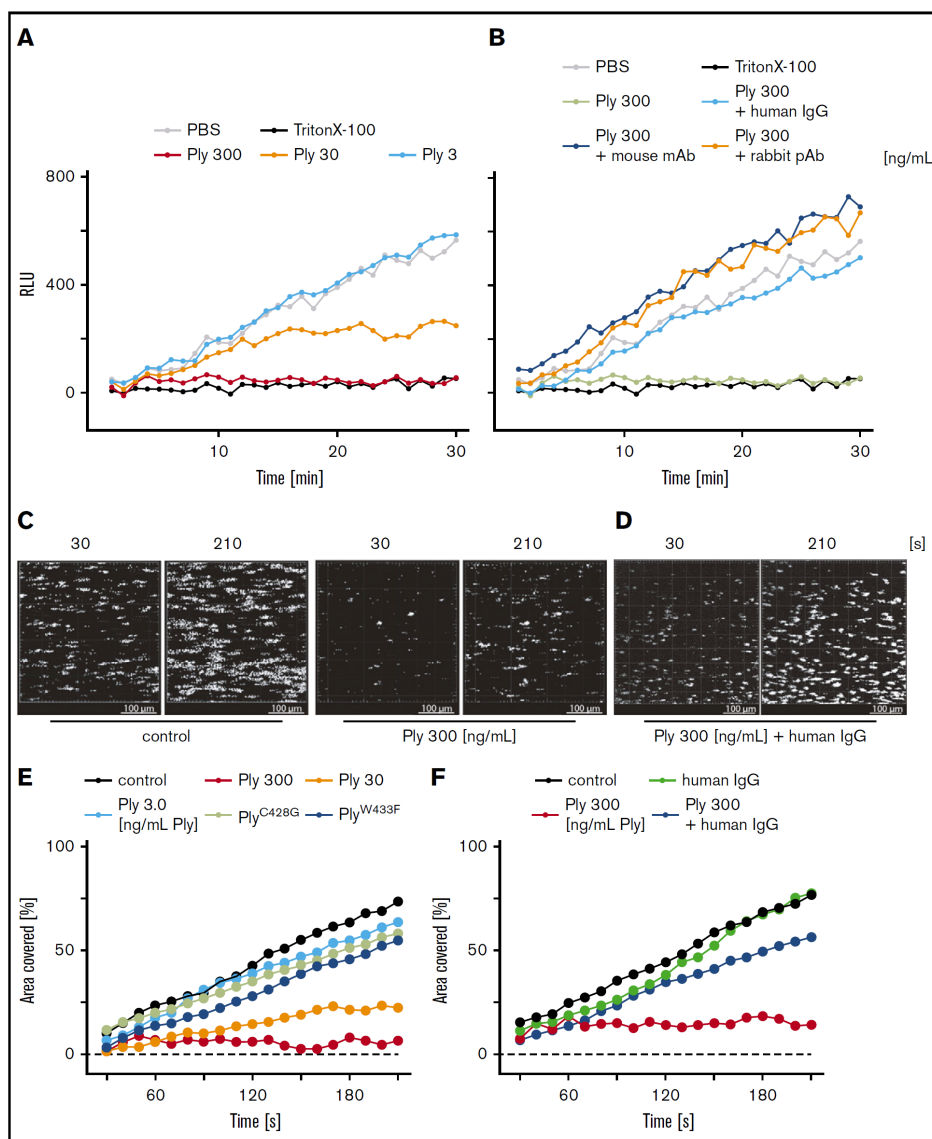 A
PBS
TritonX-100
Ply 300
Ply 30
Ply 3
800
400
0
RLU
10
20
30
Time [min]
B
PBS
TritonX-100
Ply 300
Ply 300
+ human IgG
Ply 300
+ mouse mAb
Ply 300
+ rabbit pAb
[ng/mL
10
20
30
Time [min]
C
30
210
30
210
100 µm
100 µm
100 µm
100 µm
control
Ply 300 [ng/mL]
D
30
210
[s]
100 µm
100 µm
Ply 300 [ng/mL] + human IgG
E
control
Ply 300
Ply 30
Ply 3.0
[ng/mL Ply]
Ply^C428G
Ply^W433F
100
50
0
Area covered [%]
60
120
180
Time [s]
F
control
human IgG
Ply 300
[ng/mL Ply]
Ply 300
+ human IgG
100
50
0
Area covered [%]
60
120
180
Time [s]